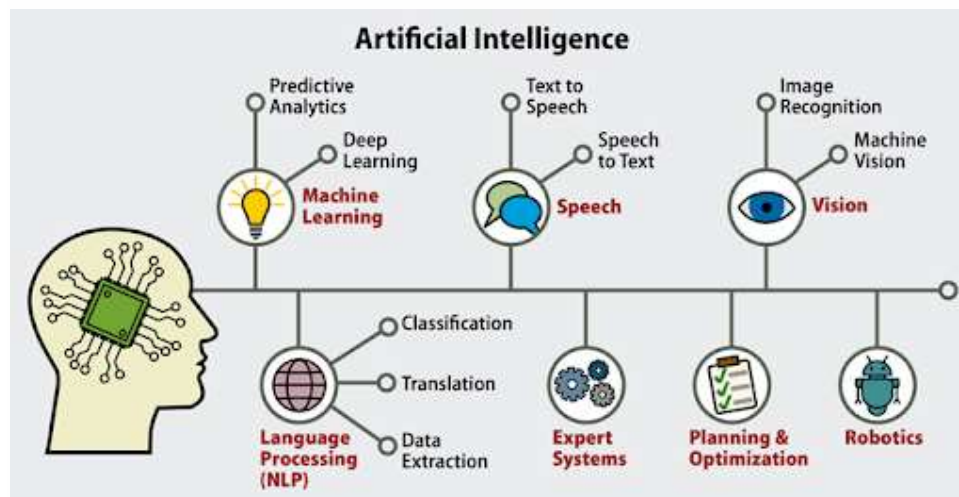 Artificial Intelligence
Predictive
Analytics
Deep
Learning
Machine
Learning
Text to
Speech
Speech
to Text
Speech
Image
Recognition
Machine
Vision
Vision
Classification
Translation
Data
Extraction
Language
Processing
(NLP)
Expert
Systems
Planning &
Optimization
Robotics